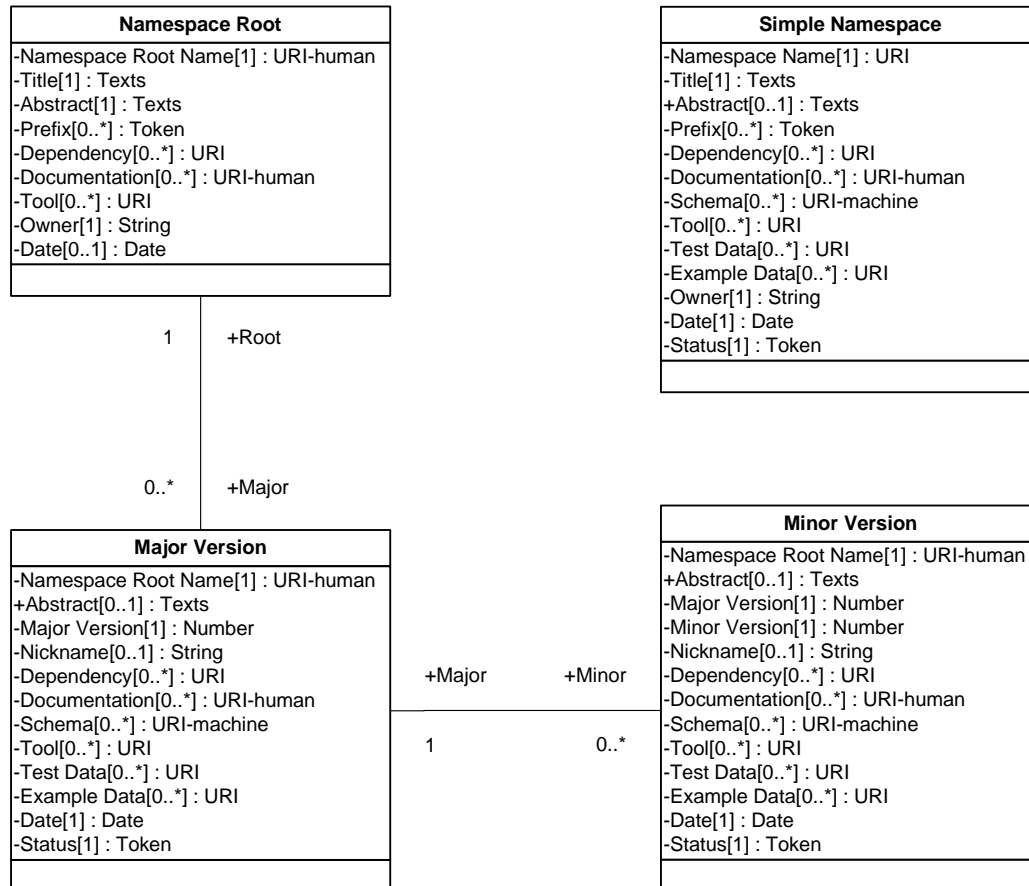 Namespace Root
-Namespace Root Name[1] : URI-human
-Title[1] : Texts
-Abstract[1] : Texts
-Prefix[0..*] : Token
-Dependency[0..*] : URI
-Documentation[0..*] : URI-human
-Tool[0..*] : URI
-Owner[1] : String
-Date[0..1] : Date
Simple Namespace
-Namespace Name[1] : URI
-Title[1] : Texts
+Abstract[0..1] : Texts
-Prefix[0..*] : Token
-Dependency[0..*] : URI
-Documentation[0..*] : URI-human
-Schema[0..*] : URI-machine
-Tool[0..*] : URI
-Test Data[0..*] : URI
-Example Data[0..*] : URI
-Owner[1] : String
-Date[1] : Date
-Status[1] : Token
1 +Root
0..* +Major
Major Version
-Namespace Root Name[1] : URI-human
+Abstract[0..1] : Texts
-Major Version[1] : Number
-Nickname[0..1] : String
-Dependency[0..*] : URI
-Documentation[0..*] : URI-human
-Schema[0..*] : URI-machine
-Tool[0..*] : URI
-Test Data[0..*] : URI
-Example Data[0..*] : URI
-Date[1] : Date
-Status[1] : Token
+Major +Minor
1 0..*
Minor Version
-Namespace Root Name[1] : URI-human
+Abstract[0..1] : Texts
-Major Version[1] : Number
-Minor Version[1] : Number
-Nickname[0..1] : String
-Dependency[0..*] : URI
-Documentation[0..*] : URI-human
-Schema[0..*] : URI-machine
-Tool[0..*] : URI
-Test Data[0..*] : URI
-Example Data[0..*] : URI
-Date[1] : Date
-Status[1] : Token